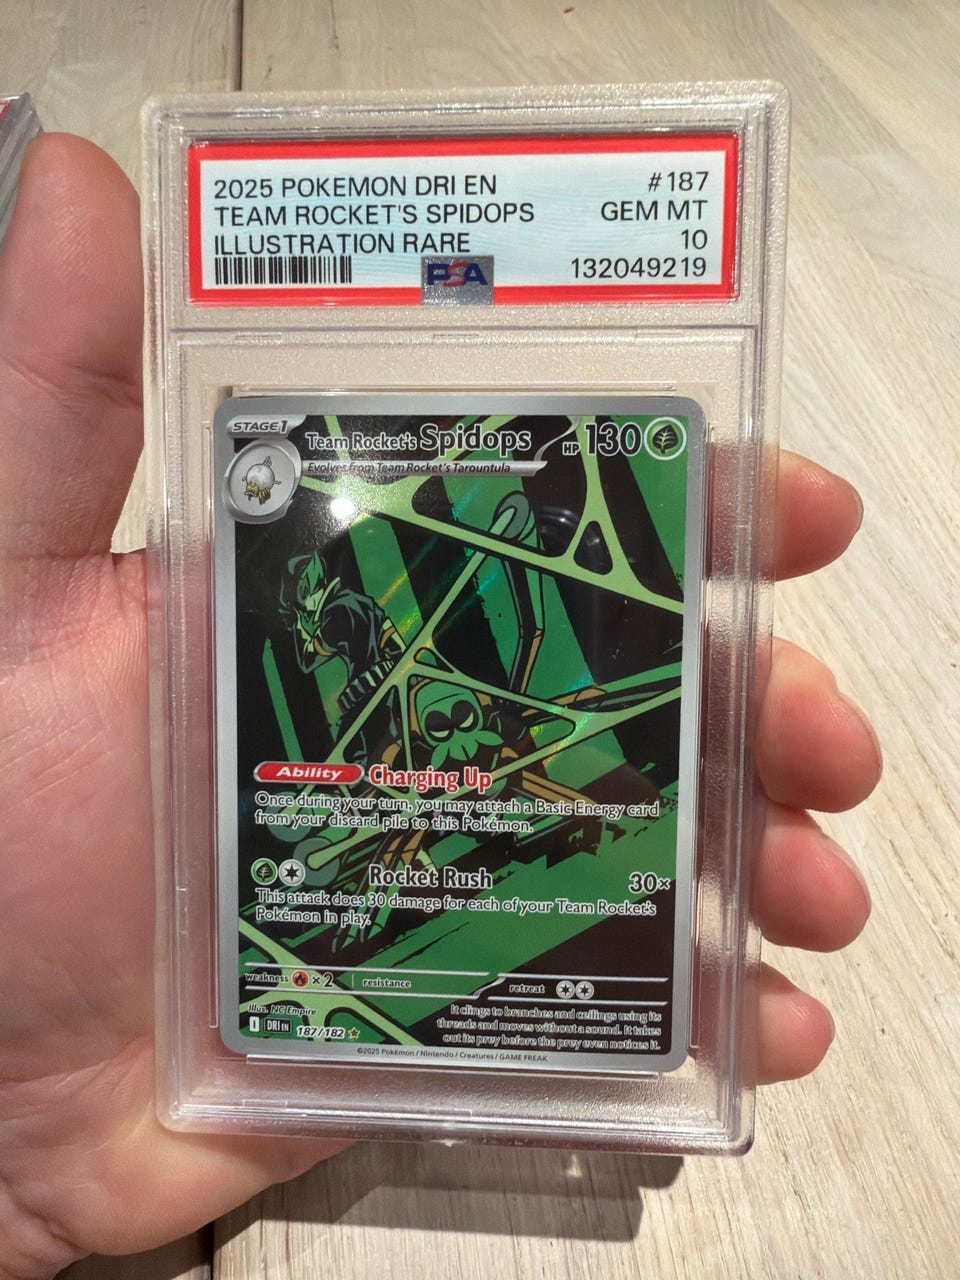 2025 POKEMON DRI EN #187
TEAM ROCKET'S SPIDOPS GEM MT
ILLUSTRATION RARE 10
PSA 132049219
STAGE 1 Team Rocket's Spidops HP 130
Evolves from Team Rocket's Tarountula
Ability Charging Up
Once during your turn, you may attach a Basic Energy card
from your discard pile to this Pokémon.
Rocket Rush 30×
This attack does 30 damage for each of your Team Rocket's
Pokémon in play.
weakness ×2 resistance retreat
Illus. NC Empire
I DRI EN 187/182
It clings to branches and ceilings using its
threads and moves without a sound. It takes
out its prey before the prey even notices it.
©2025 Pokémon / Nintendo / Creatures / GAME FREAK